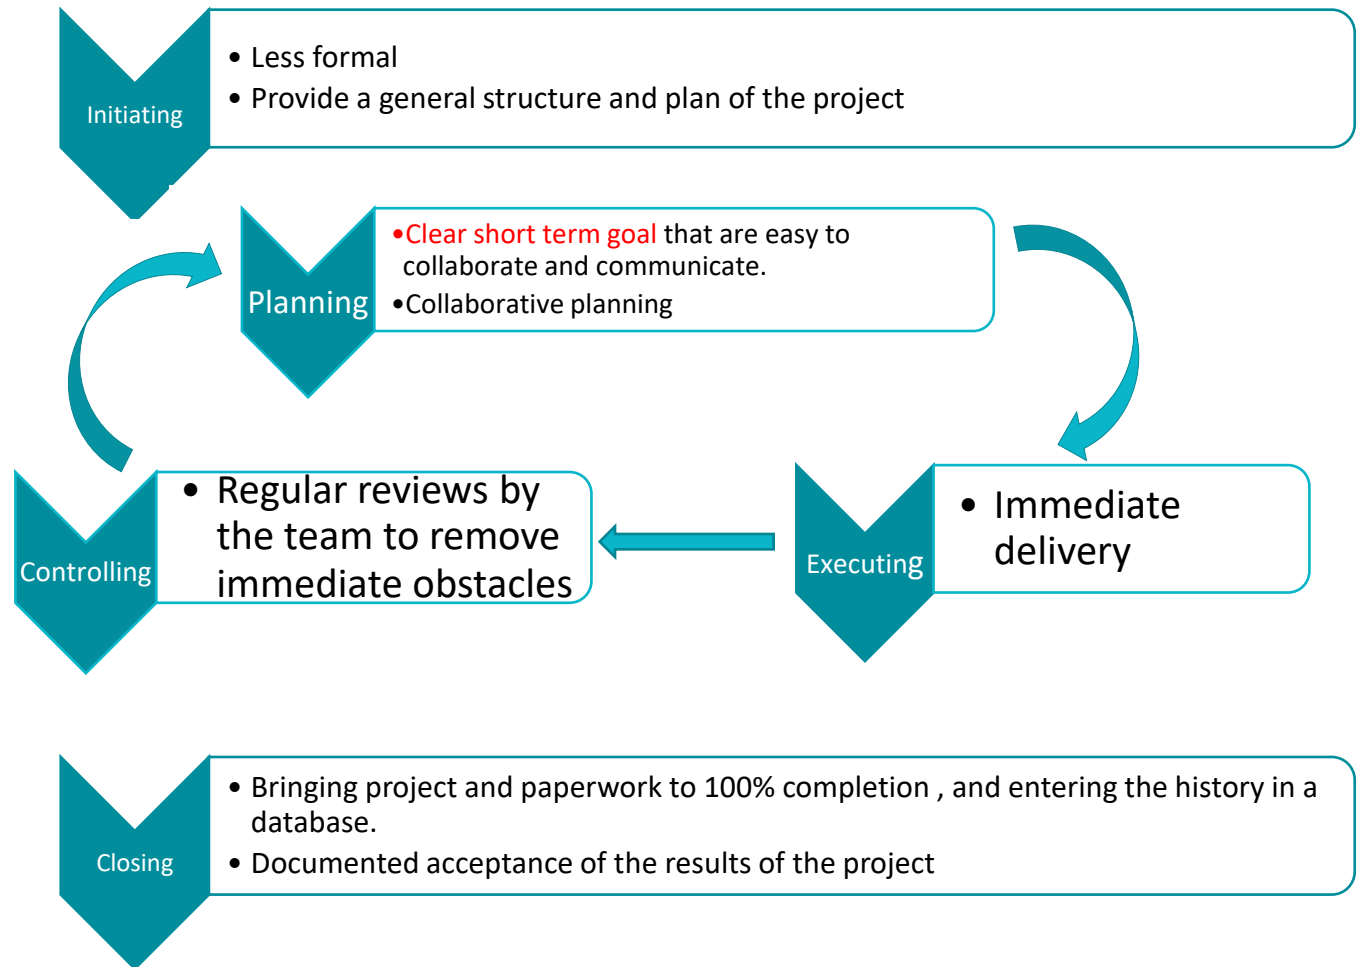 Initiating
• Less formal
• Provide a general structure and plan of the project
Planning
•Clear short term goal that are easy to
collaborate and communicate.
•Collaborative planning
Controlling
• Regular reviews by
the team to remove
immediate obstacles
Executing
• Immediate
delivery
Closing
• Bringing project and paperwork to 100% completion , and entering the history in a
database.
• Documented acceptance of the results of the project